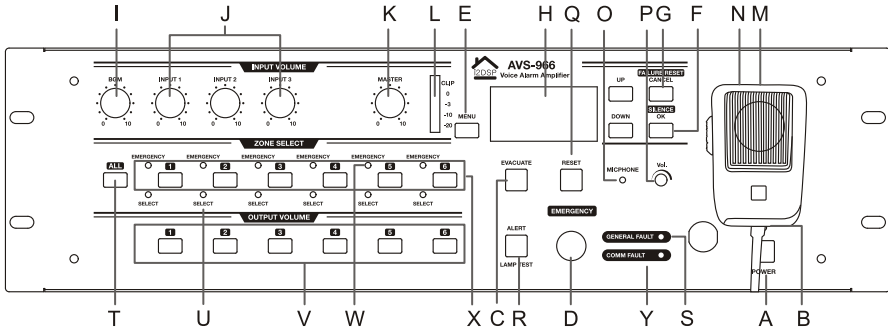 I J K L E H Q O P G F N M
INPUT VOLUME
BGM INPUT 1 INPUT 2 INPUT 3 MASTER
0 10 0 10 0 10 0 10 0 10
CLIP
0
-3
-10
-20
MENU
I2DSP
AVS-966
Voice Alarm Amplifier
UP
FAILURE RESET
CANCEL
SILENCE
DOWN OK
ZONE SELECT
ALL
EMERGENCY EMERGENCY EMERGENCY EMERGENCY EMERGENCY EMERGENCY
1 2 3 4 5 6
SELECT SELECT SELECT SELECT SELECT SELECT
EVACUATE RESET MICPHONE Vol.
OUTPUT VOLUME
1 2 3 4 5 6
EMERGENCY
ALERT
LAMP TEST
GENERAL FAULT
COMM FAULT
POWER
T U V W X C R D Y S A B